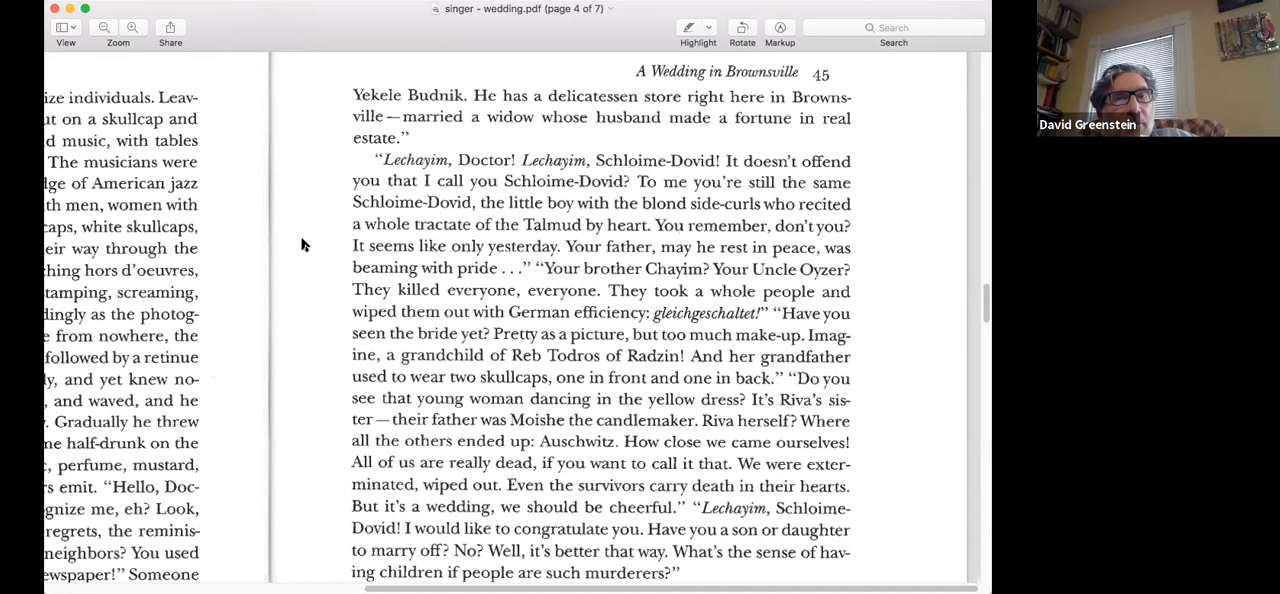 singer - wedding.pdf (page 4 of 7)
View
Zoom
Share
Highlight
Rotate
Markup
Search
Search
David Greenstein
individuals. Leav-
on a skullcap and
music, with tables
The musicians were
of American jazz
men, women with
white skullcaps,
way through the
hors d'oeuvres,
screaming,
as the photog-
from nowhere, the
followed by a retinue
and yet knew no-
and waved, and he
Gradually he threw
half-drunk on the
perfume, mustard,
emit. "Hello, Doc-
me, eh? Look,
regrets, the reminis-
neighbors? You used
Someone
A Wedding in Brownsville 45
Yekele Budnik. He has a delicatessen store right here in Browns-
ville—married a widow whose husband made a fortune in real
estate."
"Lechayim, Doctor! Lechayim, Schloime-Dovid! It doesn't offend
you that I call you Schloime-Dovid? To me you're still the same
Schloime-Dovid, the little boy with the blond side-curls who recited
a whole tractate of the Talmud by heart. You remember, don't you?
It seems like only yesterday. Your father, may he rest in peace, was
beaming with pride . . ." "Your brother Chayim? Your Uncle Oyzer?
They killed everyone, everyone. They took a whole people and
wiped them out with German efficiency: gleichgeschaltet!" "Have you
seen the bride yet? Pretty as a picture, but too much make-up. Imag-
ine, a grandchild of Reb Todros of Radzin! And her grandfather
used to wear two skullcaps, one in front and one in back." "Do you
see that young woman dancing in the yellow dress? It's Riva's sis-
ter—their father was Moishe the candlemaker. Riva herself? Where
all the others ended up: Auschwitz. How close we came ourselves!
All of us are really dead, if you want to call it that. We were exter-
minated, wiped out. Even the survivors carry death in their hearts.
But it's a wedding, we should be cheerful." "Lechayim, Schloime-
Dovid! I would like to congratulate you. Have you a son or daughter
to marry off? No? Well, it's better that way. What's the sense of hav-
ing children if people are such murderers?"